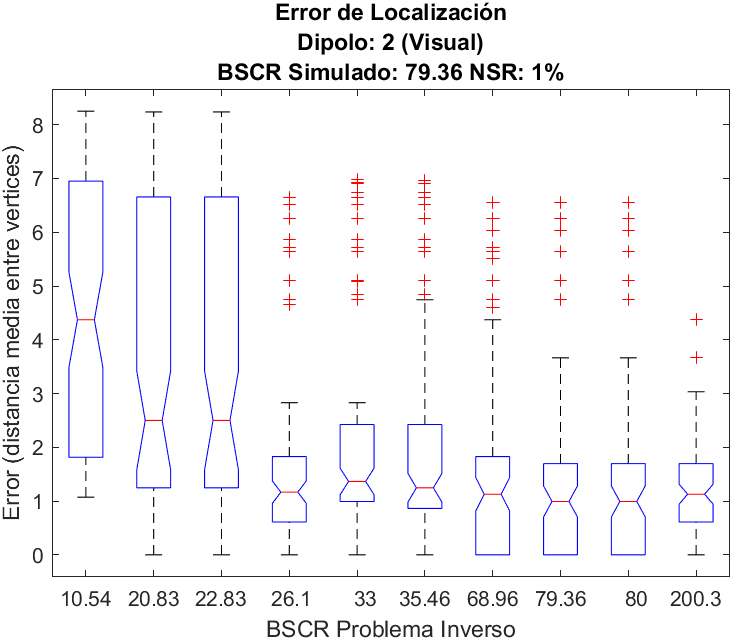 Error de Localización
Dipolo: 2 (Visual)
BSCR Simulado: 79.36 NSR: 1%
Error (distancia media entre vertices)
8
7
6
5
4
3
2
1
0
10.54 20.83 22.83 26.1 33 35.46 68.96 79.36 80 200.3
BSCR Problema Inverso